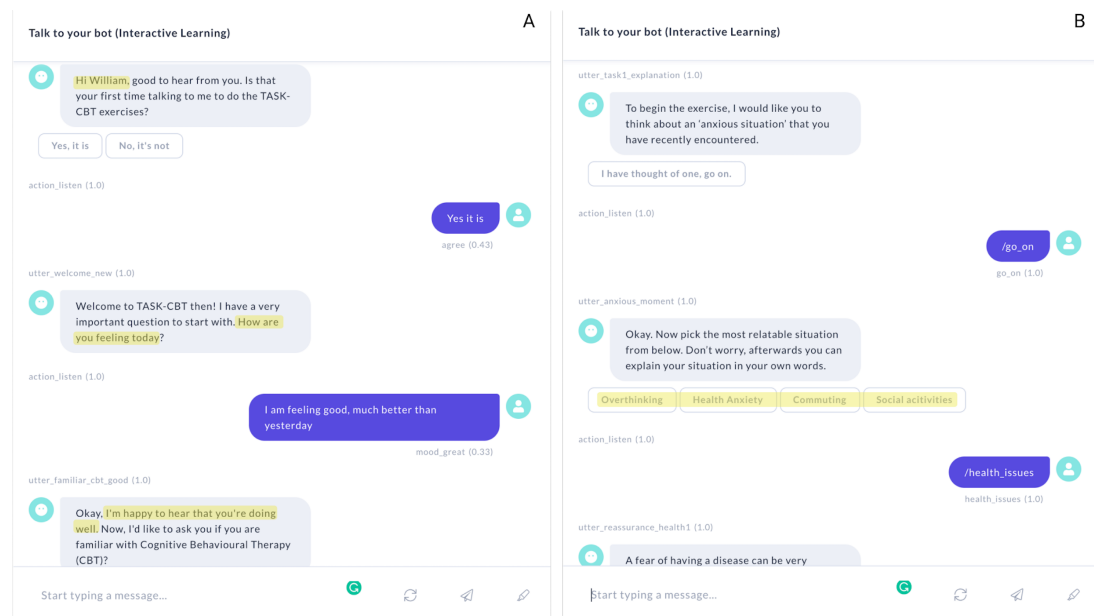 A
Talk to your bot (Interactive Learning)
Hi William, good to hear from you. Is that
your first time talking to me to do the TASK-
CBT exercises?
Yes, it is
No, it's not
action_listen (1.0)
Yes it is
agree (0.43)
utter_welcome_new (1.0)
Welcome to TASK-CBT then! I have a very
important question to start with. How are
you feeling today?
action_listen (1.0)
I am feeling good, much better than
yesterday
mood_great (0.33)
utter_familiar_cbt_good (1.0)
Okay, I'm happy to hear that you're doing
well. Now, I'd like to ask you if you are
familiar with Cognitive Behavioural Therapy
(CBT)?
Start typing a message...
B
Talk to your bot (Interactive Learning)
utter_task1_explanation (1.0)
To begin the exercise, I would like you to
think about an 'anxious situation' that you
have recently encountered.
I have thought of one, go on.
action_listen (1.0)
/go_on
go_on (1.0)
utter_anxious_moment (1.0)
Okay. Now pick the most relatable situation
from below. Don't worry, afterwards you can
explain your situation in your own words.
Overthinking
Health Anxiety
Commuting
Social acitivities
action_listen (1.0)
/health_issues
health_issues (1.0)
utter_reassurance_health1 (1.0)
A fear of having a disease can be very
Start typing a message...